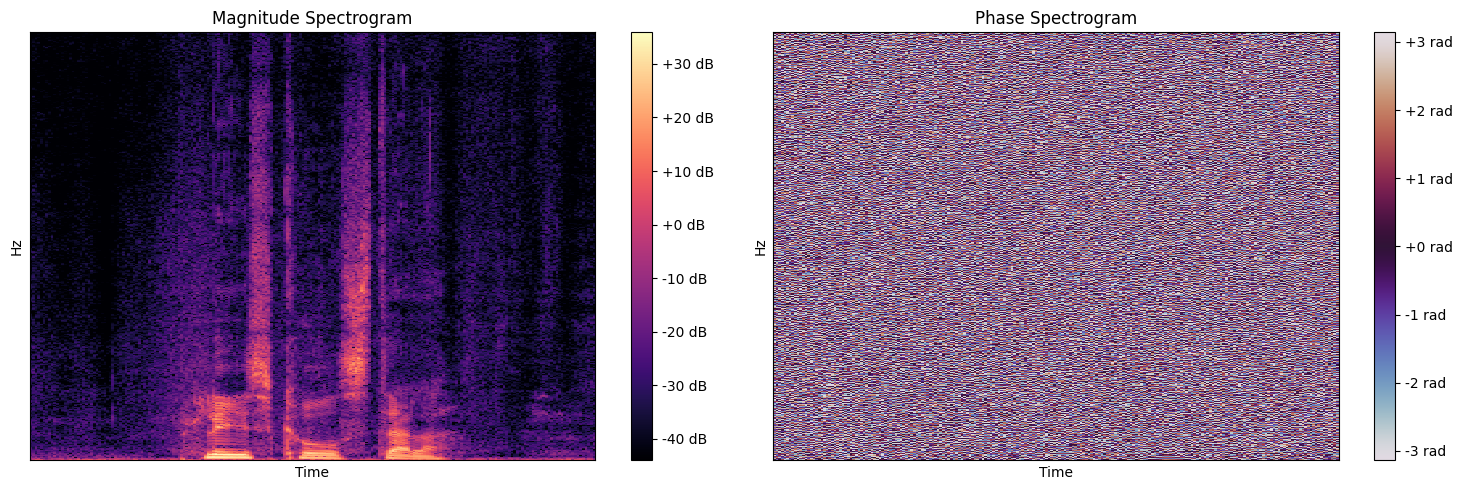 Magnitude Spectrogram
Hz
Time
+30 dB
+20 dB
+10 dB
+0 dB
-10 dB
-20 dB
-30 dB
-40 dB
Phase Spectrogram
Hz
Time
+3 rad
+2 rad
+1 rad
+0 rad
-1 rad
-2 rad
-3 rad